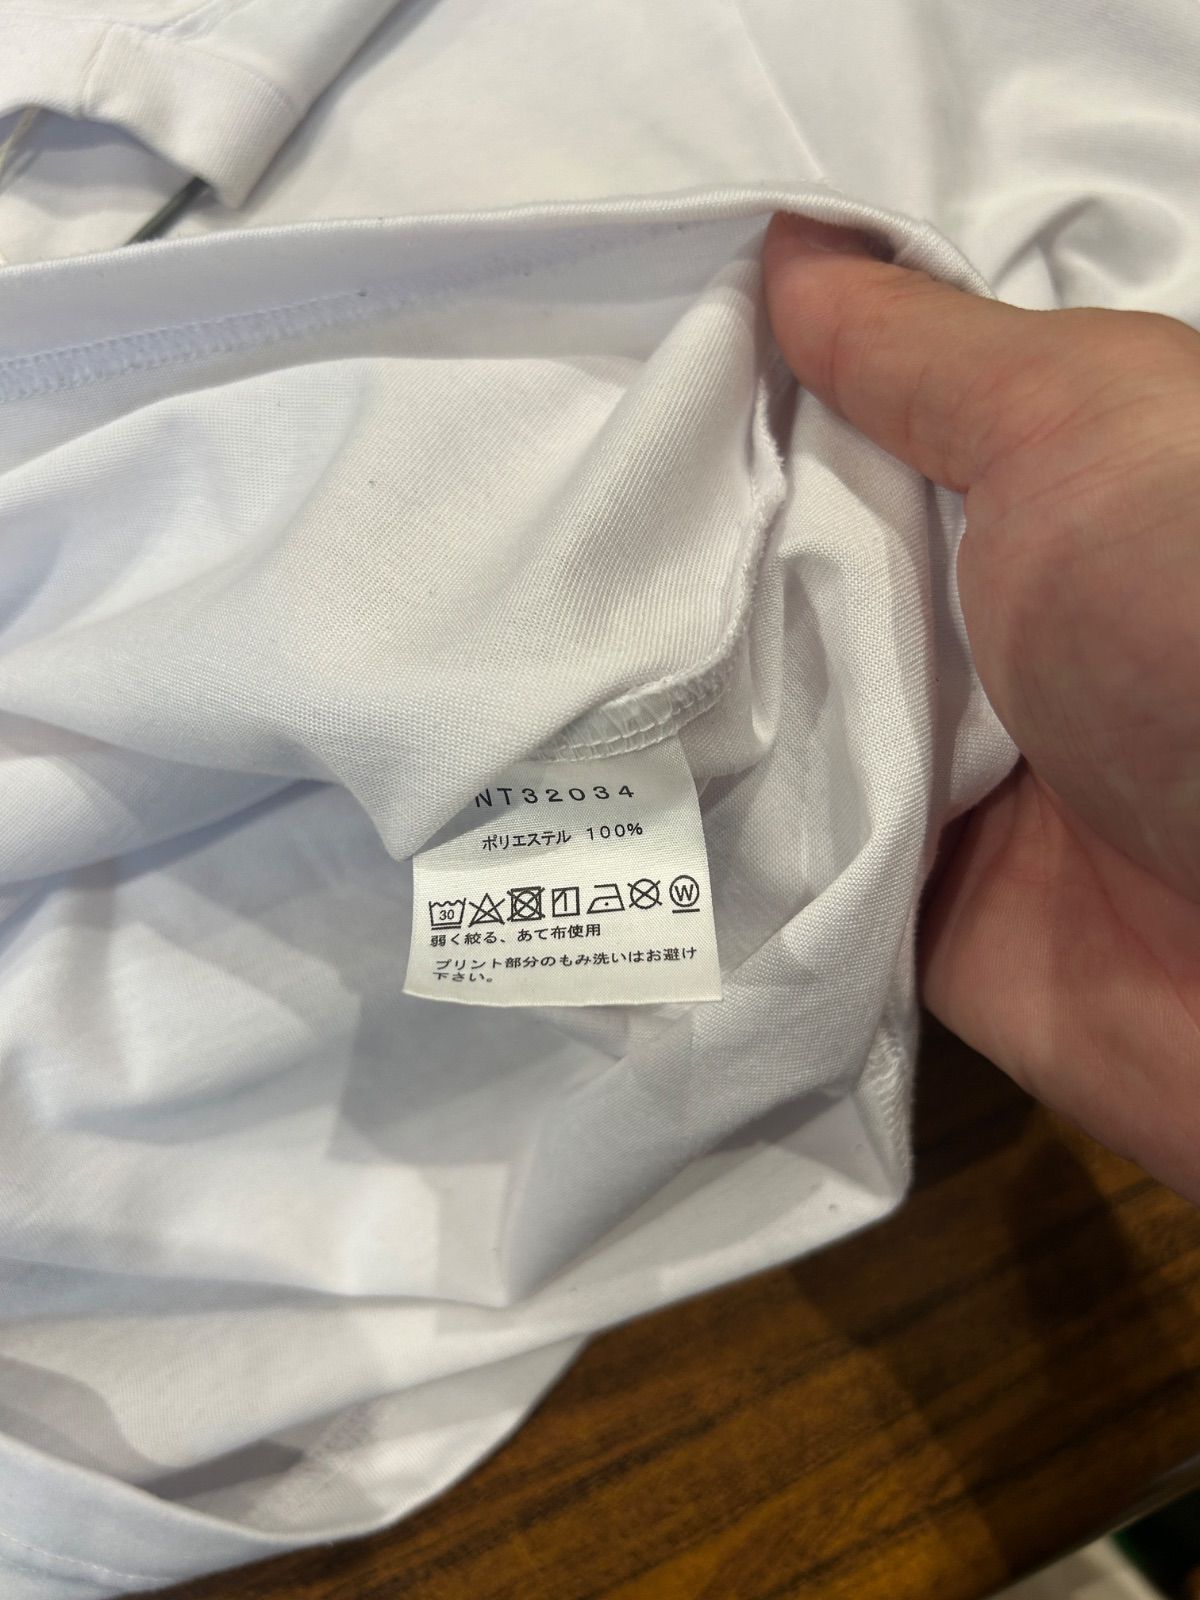 NT32034
ポリエステル 100%
30 W
弱く絞る、あて布使用
プリント部分のもみ洗いはお避け
下さい。